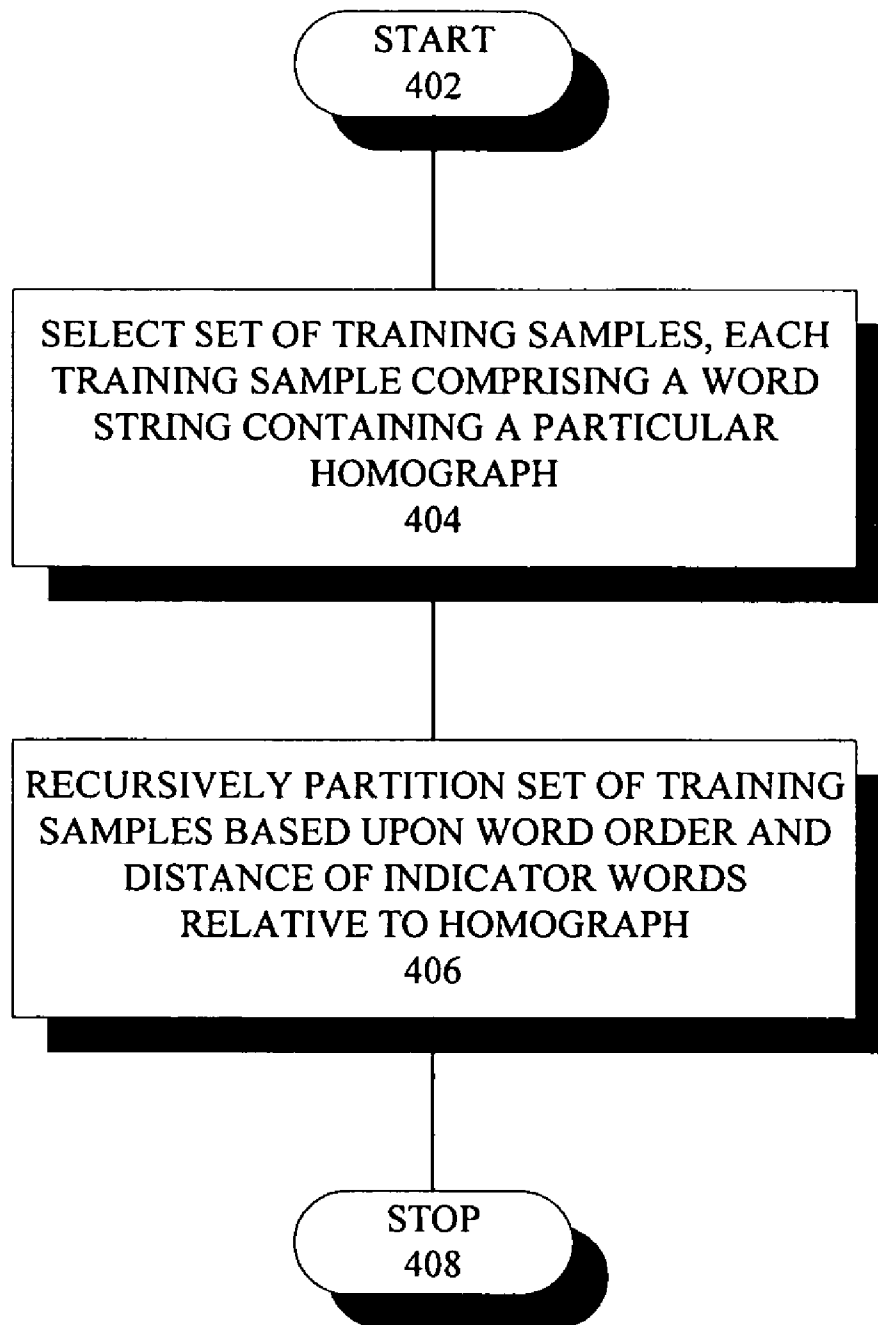 START
402
SELECT SET OF TRAINING SAMPLES, EACH
TRAINING SAMPLE COMPRISING A WORD
STRING CONTAINING A PARTICULAR
HOMOGRAPH
404
RECURSIVELY PARTITION SET OF TRAINING
SAMPLES BASED UPON WORD ORDER AND
DISTANCE OF INDICATOR WORDS
RELATIVE TO HOMOGRAPH
406
STOP
408